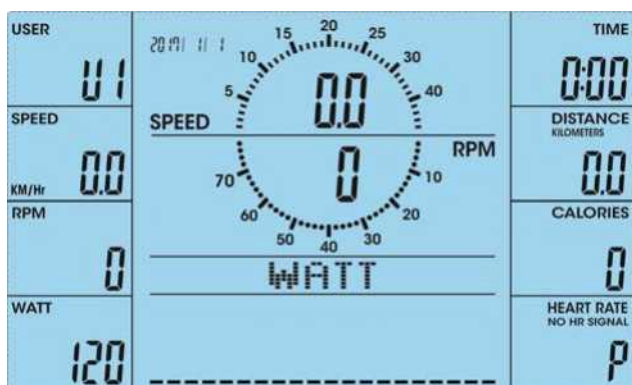 USER
U1
SPEED
KM/Hr 0.0
RPM
0
WATT
120
2017/ 1/ 1
5 10 15 20 25 30 40
SPEED 0.0
RPM 0
70 60 50 40 30 20 10
WATT
TIME
0:00
DISTANCE
KILOMETERS
0.0
CALORIES
0
HEART RATE
NO HR SIGNAL
P